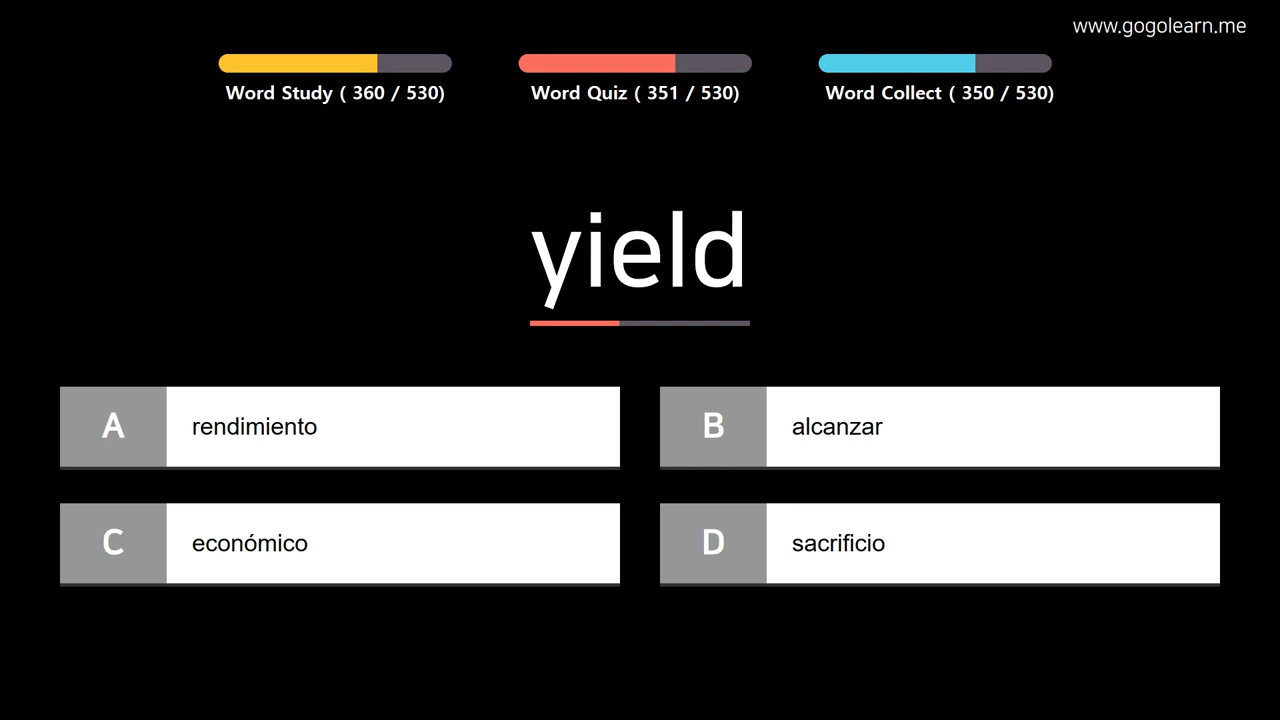 www.gogolearn.me
Word Study ( 360 / 530)
Word Quiz ( 351 / 530)
Word Collect ( 350 / 530)
yield
A rendimiento
B alcanzar
C económico
D sacrificio